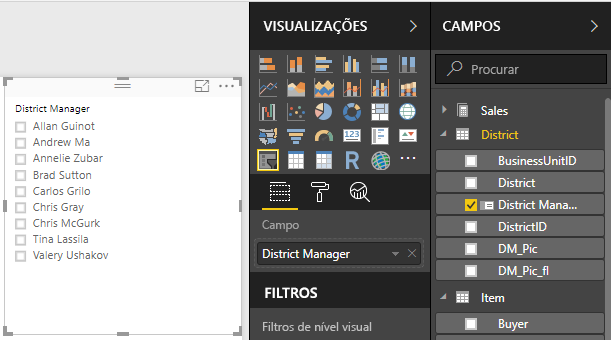 District Manager
Allan Guinot
Andrew Ma
Annelie Zubar
Brad Sutton
Carlos Grilo
Chris Gray
Chris McGurk
Tina Lassila
Valery Ushakov
VISUALIZAÇÕES
123
R
Campo
District Manager
FILTROS
Filtros de nível visual
CAMPOS
Procurar
Sales
District
BusinessUnitID
District
District Mana...
DistrictID
DM_Pic
DM_Pic_fl
Item
Buyer